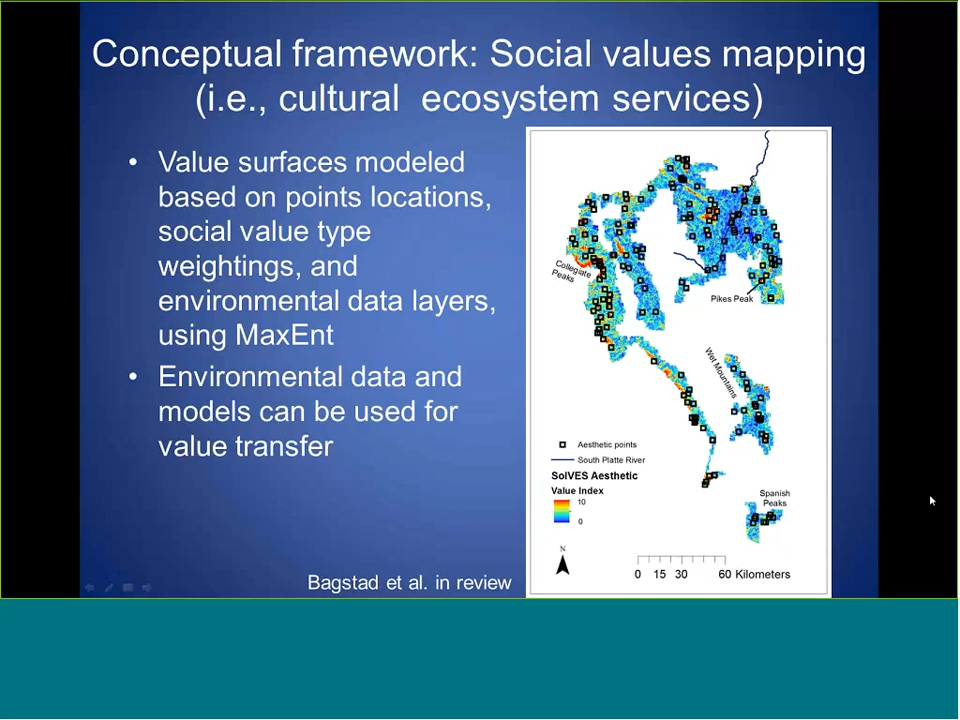 Conceptual framework: Social values mapping
(i.e., cultural ecosystem services)
• Value surfaces modeled
based on points locations,
social value type
weightings, and
environmental data layers,
using MaxEnt
• Environmental data and
models can be used for
value transfer
Bagstad et al. in review
Collegiate
Peaks
Pikes Peak
Wet Mountains
Aesthetic points
South Platte River
SolVES Aesthetic
Value Index
10
0
Spanish
Peaks
N
0 15 30 60 Kilometers